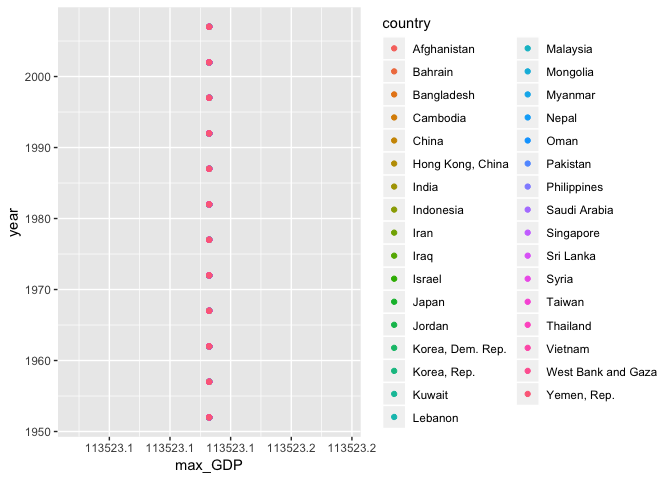 country
Afghanistan
Bahrain
Bangladesh
Cambodia
China
Hong Kong, China
India
Indonesia
Iran
Iraq
Israel
Japan
Jordan
Korea, Dem. Rep.
Korea, Rep.
Kuwait
Lebanon
Malaysia
Mongolia
Myanmar
Nepal
Oman
Pakistan
Philippines
Saudi Arabia
Singapore
Sri Lanka
Syria
Taiwan
Thailand
Vietnam
West Bank and Gaza
Yemen, Rep.
year
2000
1990
1980
1970
1960
1950
113523.1 113523.1 113523.1 113523.2 113523.2
max_GDP